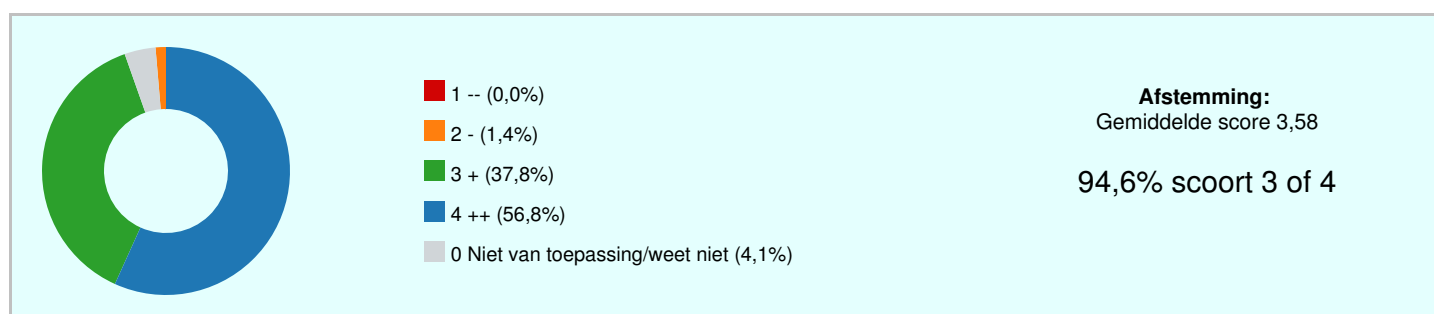 1 -- (0,0%)
2 - (1,4%)
3 + (37,8%)
4 ++ (56,8%)
0 Niet van toepassing/weet niet (4,1%)
Afstemming:
Gemiddelde score 3,58
94,6% scoort 3 of 4